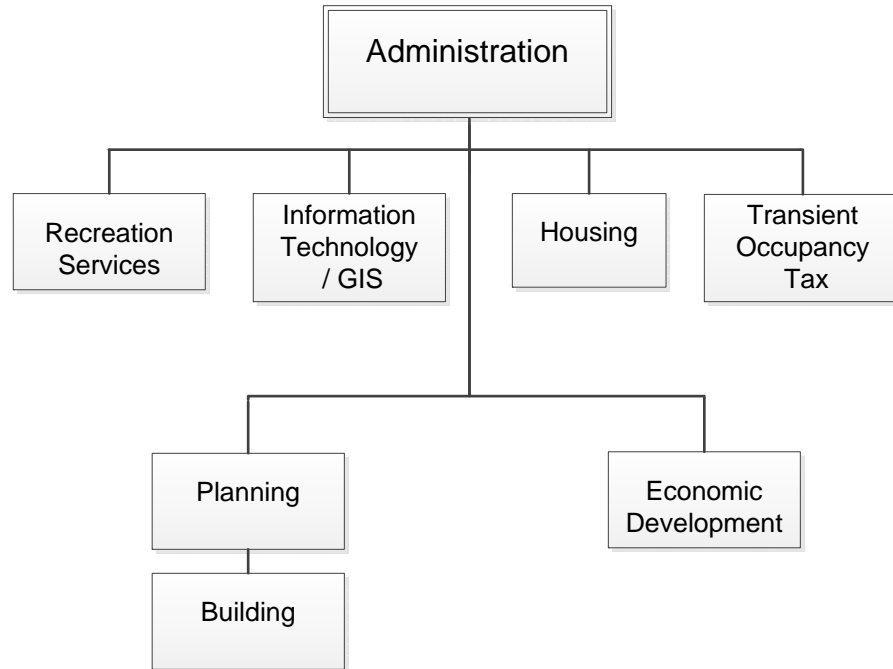 Administration
Recreation
Services
Information
Technology
/ GIS
Housing
Transient
Occupancy
Tax
Planning
Economic
Development
Building